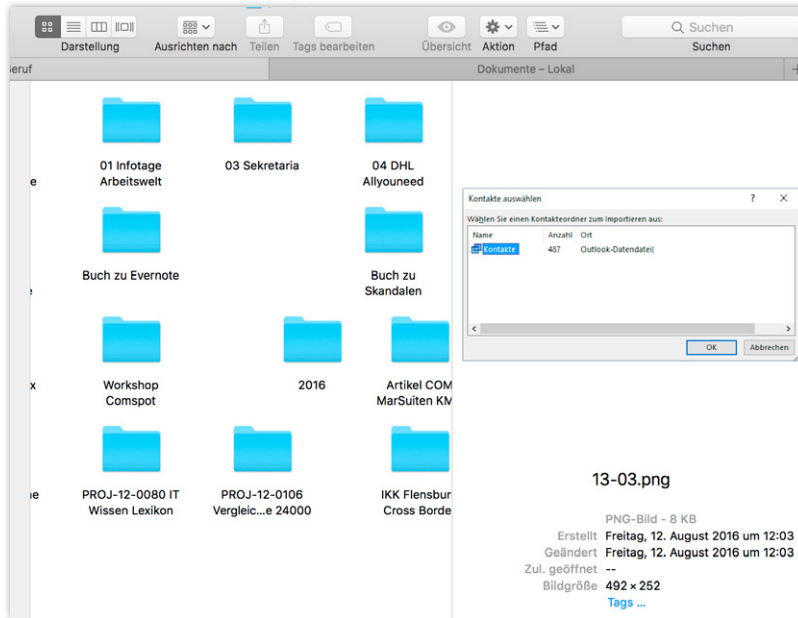 Darstellung Ausrichten nach Teilen Tags bearbeiten Übersicht Aktion Pfad Suchen
Suchen
Beruf Dokumente – Lokal
01 Infotage
Arbeitswelt
03 Sekretaria
04 DHL
Allyouneed
Buch zu Evernote
Buch zu
Skandalen
Workshop
Comspot
2016
Artikel COM
MarSuiten KM
PROJ-12-0080 IT
Wissen Lexikon
PROJ-12-0106
Vergleic...e 24000
IKK Flensbur
Cross Borde
Kontakte auswählen
Wählen Sie einen Kontakteordner zum Importieren aus:
Name Anzahl Ort
Kontakte 487 Outlook-Datendatei
OK Abbrechen
13-03.png
PNG-Bild - 8 KB
Erstellt Freitag, 12. August 2016 um 12:03
Geändert Freitag, 12. August 2016 um 12:03
Zul. geöffnet --
Bildgröße 492 × 252
Tags ...